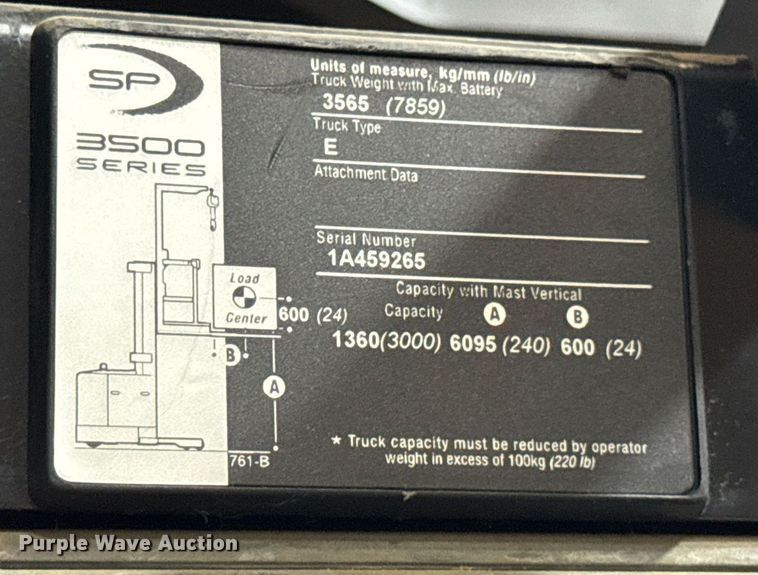 SP
3500
SERIES
Units of measure, kg/mm (lb/in)
Truck Weight with Max. Battery
3565 (7859)
Truck Type
E
Attachment Data
Serial Number
1A459265
Capacity with Mast Vertical
Capacity A B
1360(3000) 6095 (240) 600 (24)
Load
Center
600 (24)
B
A
761-B
* Truck capacity must be reduced by operator
weight in excess of 100kg (220 lb)
Purple Wave Auction